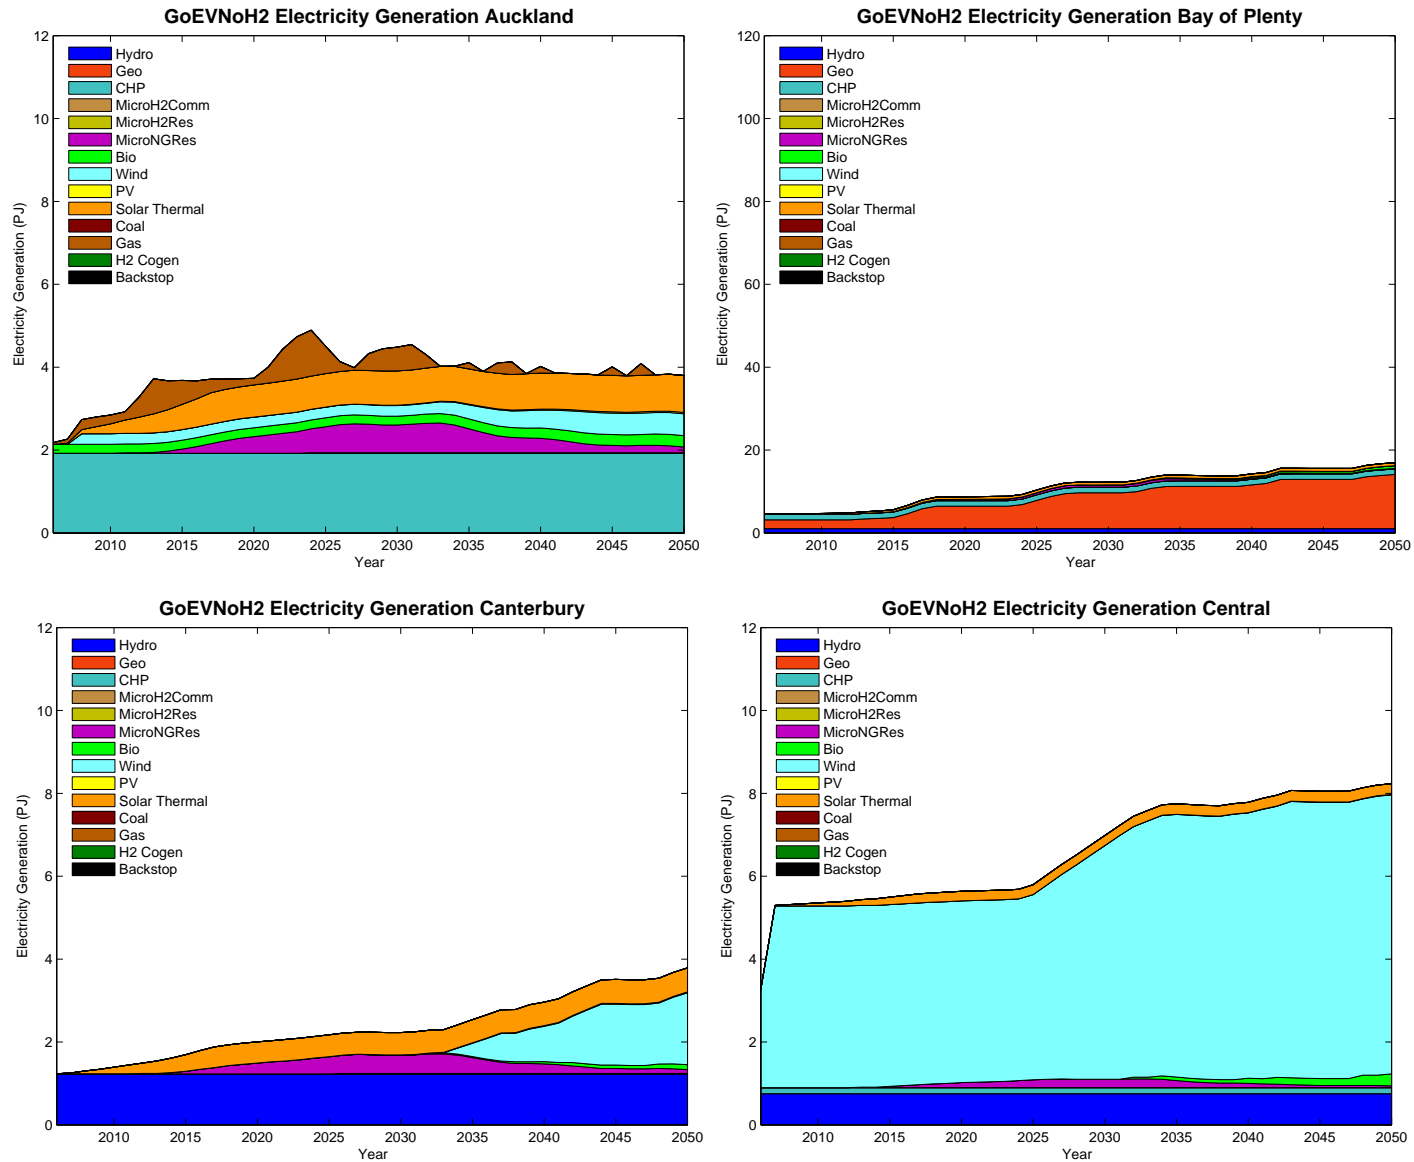 GoEVNoH2 Electricity Generation Auckland
12
10
8
6
4
2
0
Electricity Generation (PJ)
Hydro
Geo
CHP
MicroH2Comm
MicroH2Res
MicroNGRes
Bio
Wind
PV
Solar Thermal
Coal
Gas
H2 Cogen
Backstop
2010 2015 2020 2025 2030 2035 2040 2045 2050
Year
GoEVNoH2 Electricity Generation Bay of Plenty
120
100
80
60
40
20
0
Electricity Generation (PJ)
Hydro
Geo
CHP
MicroH2Comm
MicroH2Res
MicroNGRes
Bio
Wind
PV
Solar Thermal
Coal
Gas
H2 Cogen
Backstop
2010 2015 2020 2025 2030 2035 2040 2045 2050
Year
GoEVNoH2 Electricity Generation Canterbury
12
10
8
6
4
2
0
Electricity Generation (PJ)
Hydro
Geo
CHP
MicroH2Comm
MicroH2Res
MicroNGRes
Bio
Wind
PV
Solar Thermal
Coal
Gas
H2 Cogen
Backstop
2010 2015 2020 2025 2030 2035 2040 2045 2050
Year
GoEVNoH2 Electricity Generation Central
12
10
8
6
4
2
0
Electricity Generation (PJ)
Hydro
Geo
CHP
MicroH2Comm
MicroH2Res
MicroNGRes
Bio
Wind
PV
Solar Thermal
Coal
Gas
H2 Cogen
Backstop
2010 2015 2020 2025 2030 2035 2040 2045 2050
Year